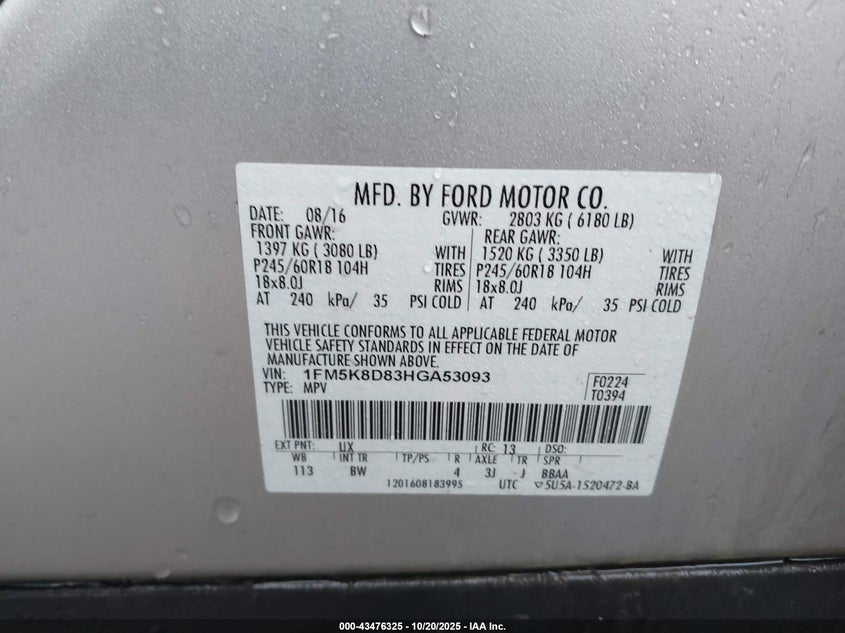 MFD. BY FORD MOTOR CO.
DATE: 08/16 GVWR: 2803 KG ( 6180 LB)
FRONT GAWR: REAR GAWR:
1397 KG ( 3080 LB) WITH 1520 KG ( 3350 LB) WITH
P245/60R18 104H TIRES P245/60R18 104H TIRES
18x8.0J RIMS 18x8.0J RIMS
AT 240 kPa/ 35 PSI COLD AT 240 kPa/ 35 PSI COLD
THIS VEHICLE CONFORMS TO ALL APPLICABLE FEDERAL MOTOR
VEHICLE SAFETY STANDARDS IN EFFECT ON THE DATE OF
MANUFACTURE SHOWN ABOVE.
VIN: 1FM5K8D83HGA53093 F0224
TYPE: MPV T0394
EXT PNT: UX RC: 13 DSO:
WB INT TR TP/PS R AXLE TR SPR
113 BW 4 3J J BBAA
1201608183995 UTC ▽5U5A-1520472-BA
000-43476325 | 10/20/2025 | IAA Inc.